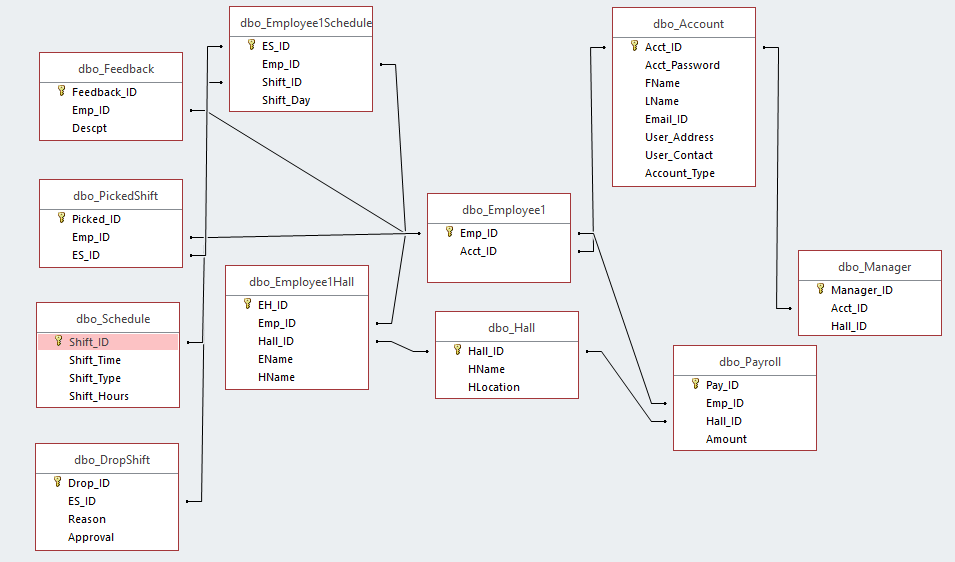 dbo_Employee1Schedule
ES_ID
Emp_ID
Shift_ID
Shift_Day
dbo_Account
Acct_ID
Acct_Password
FName
LName
Email_ID
User_Address
User_Contact
Account_Type
dbo_Feedback
Feedback_ID
Emp_ID
Descpt
dbo_PickedShift
Picked_ID
Emp_ID
ES_ID
dbo_Employee1
Emp_ID
Acct_ID
dbo_Manager
Manager_ID
Acct_ID
Hall_ID
dbo_Employee1Hall
EH_ID
Emp_ID
Hall_ID
EName
HName
dbo_Schedule
Shift_ID
Shift_Time
Shift_Type
Shift_Hours
dbo_Hall
Hall_ID
HName
HLocation
dbo_Payroll
Pay_ID
Emp_ID
Hall_ID
Amount
dbo_DropShift
Drop_ID
ES_ID
Reason
Approval